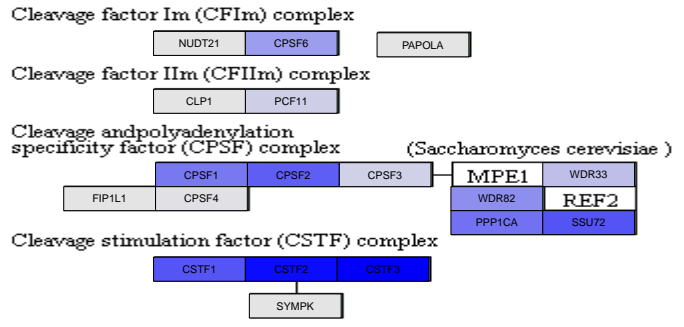 Cleavage factor Im (CFIm) complex
NUDT21 CPSF6 PAPOLA
Cleavage factor IIm (CFIIm) complex
CLP1 PCF11
Cleavage andpolyadenylation
specificity factor (CPSF) complex (Saccharomyces cerevisiae )
CPSF1 CPSF2 CPSF3 MPE1 WDR33
FIP1L1 CPSF4 WDR82 REF2
PPP1CA SSU72
Cleavage stimulation factor (CSTF) complex
CSTF1 CSTF2 CSTF3
SYMPK